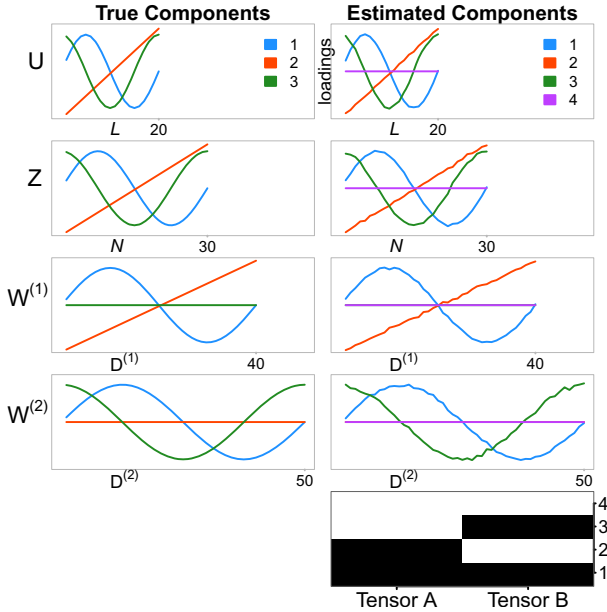 True Components
Estimated Components
U
1
2
3
L
20
loadings
1
2
3
4
L
20
Z
N
30
N
30
W(1)
D(1)
40
D(1)
40
W(2)
D(2)
50
D(2)
50
4
3
2
1
Tensor A
Tensor B